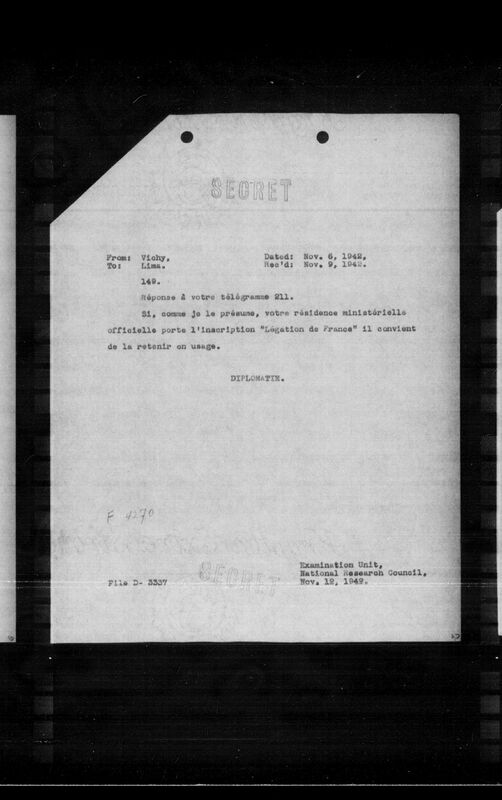 SECRET
From: Vichy, Dated: Nov. 6, 1942,
To: Lima. Rec'd: Nov. 9, 1942.
149.
Réponse à votre télégramme 211.
Si, comme je le présume, votre résidence ministérielle
officielle porte l'inscription "Légation de France" il convient
de la retenir en usage.
DIPLOMATIE.
F 4270
SECRET
Examination Unit,
National Research Council,
File D- 3337 Nov. 12, 1942.